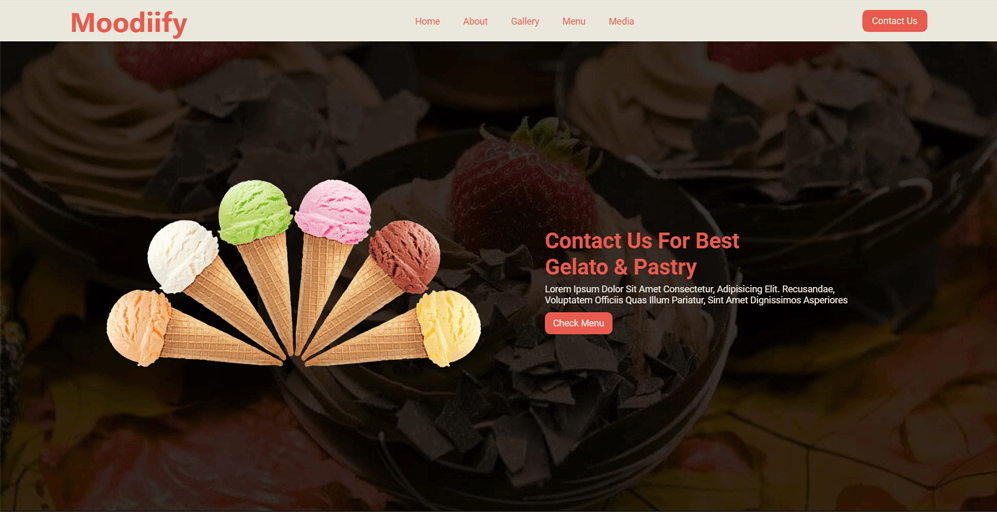 Moodiify
Home About Gallery Menu Media
Contact Us
Contact Us For Best
Gelato & Pastry
Lorem Ipsum Dolor Sit Amet Consectetur, Adipisicing Elit. Recusandae,
Voluptatem Officiis Quas Illum Pariatur, Sint Amet Dignissimos Asperiores
Check Menu